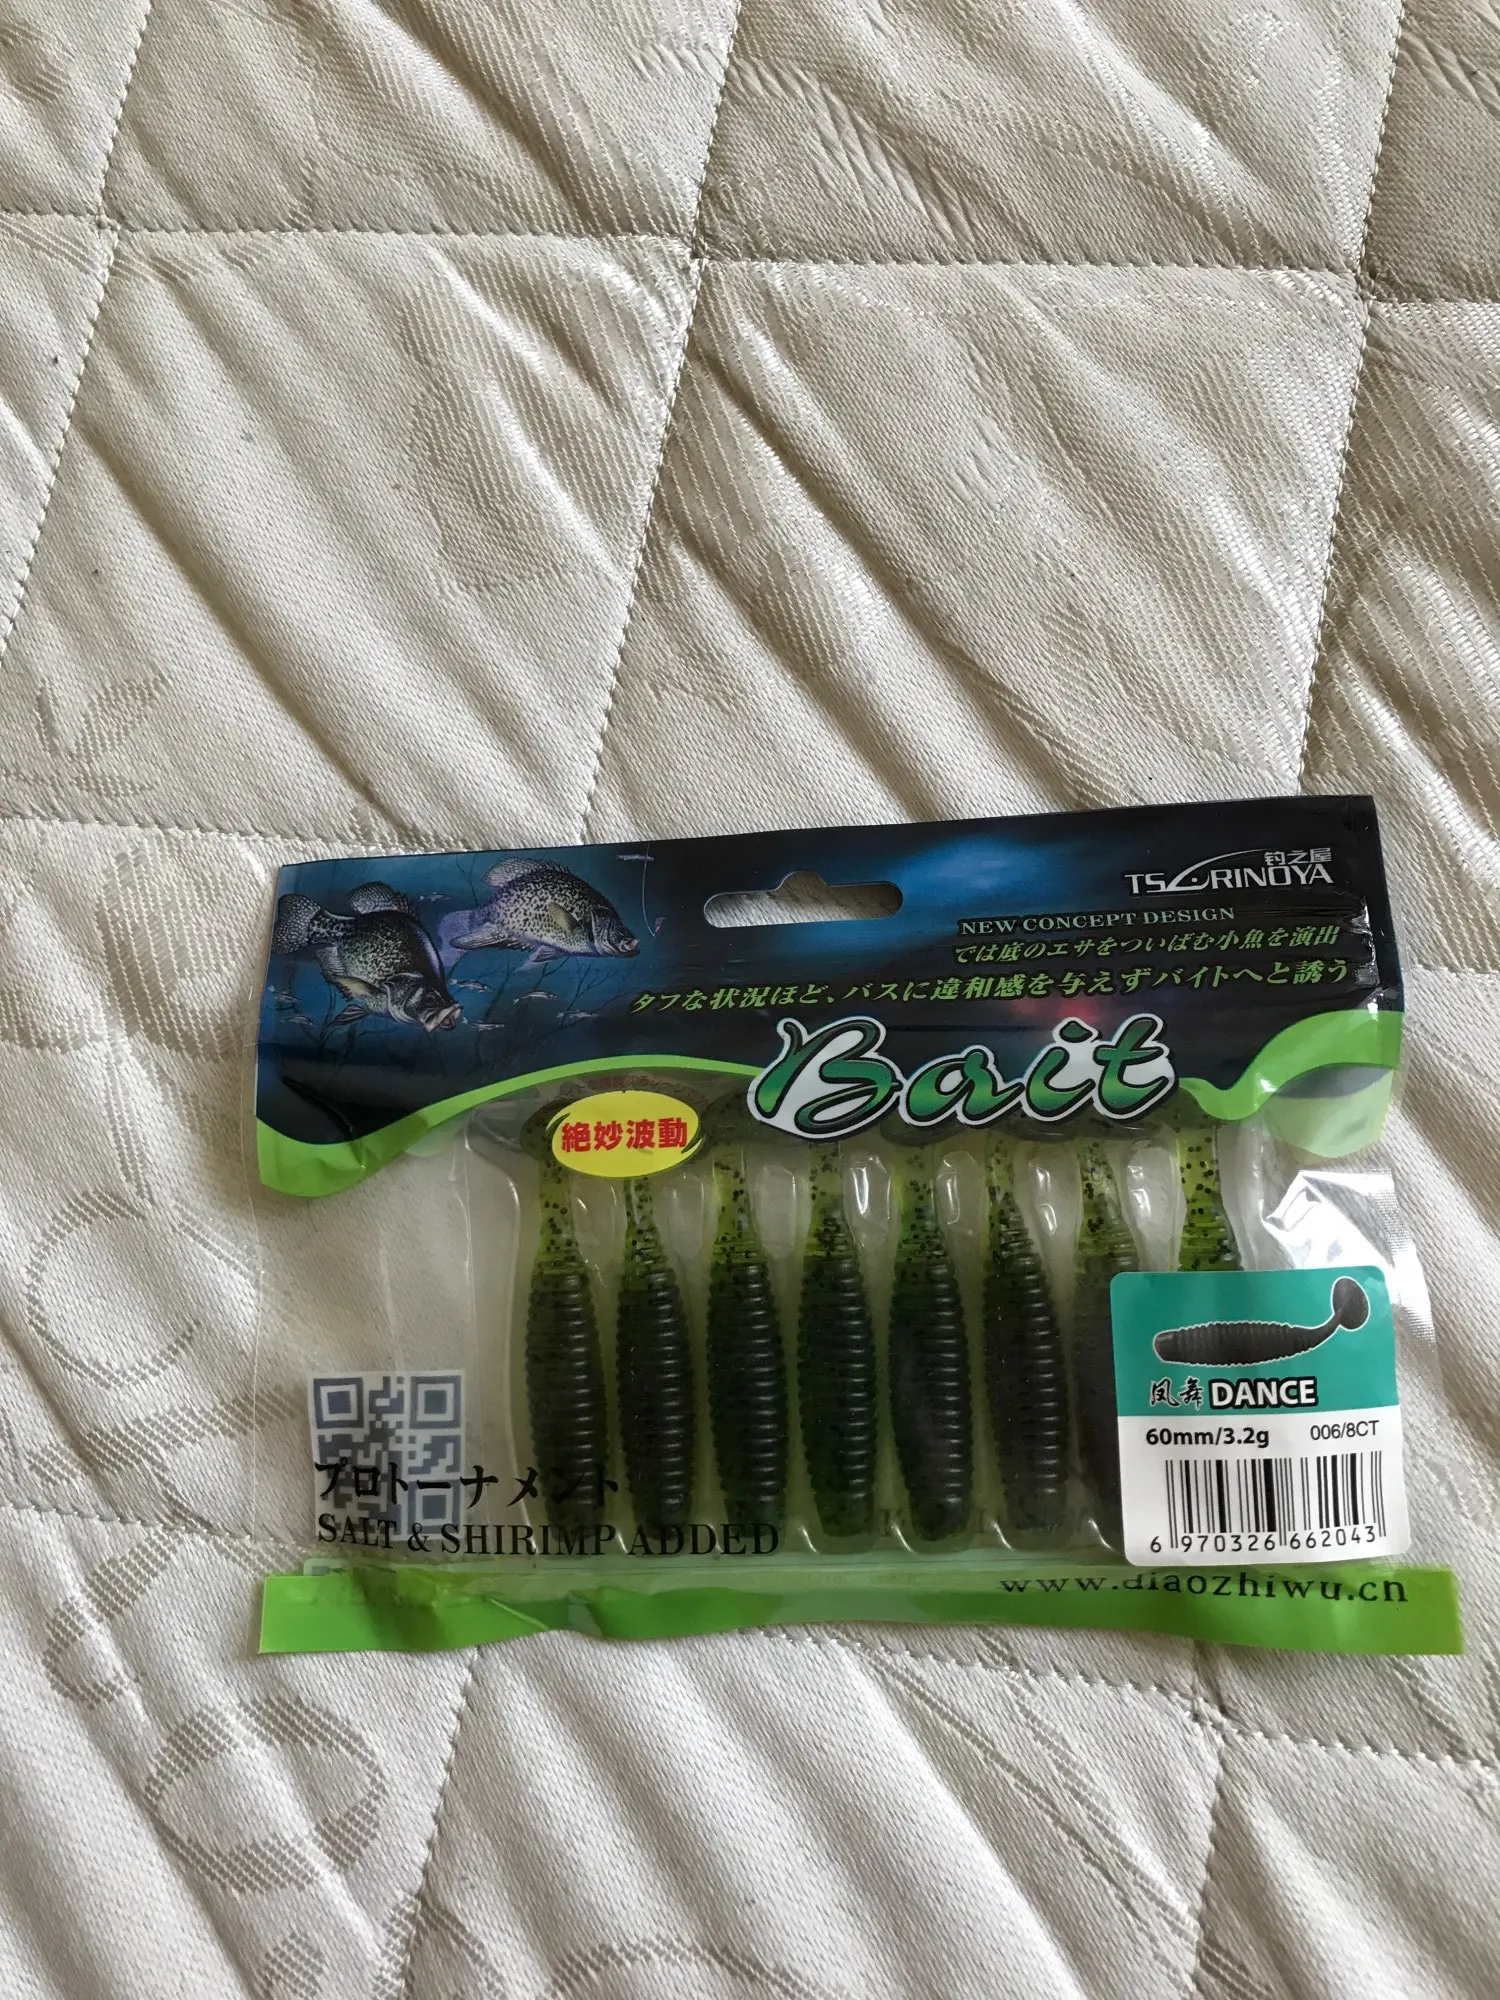 釣之屋
TSURINOYA
NEW CONCEPT DESIGN
では底のエサをついばむ小魚を演出
タフな状況ほど、バスに違和感を与えずバイトへと誘う
Bait
絶妙波動
凤舞 DANCE
60mm/3.2g 006/8CT
6 970326 662043
プロトーナメント
SALT & SHIRIMP ADDED
www.diaozhiwu.cn